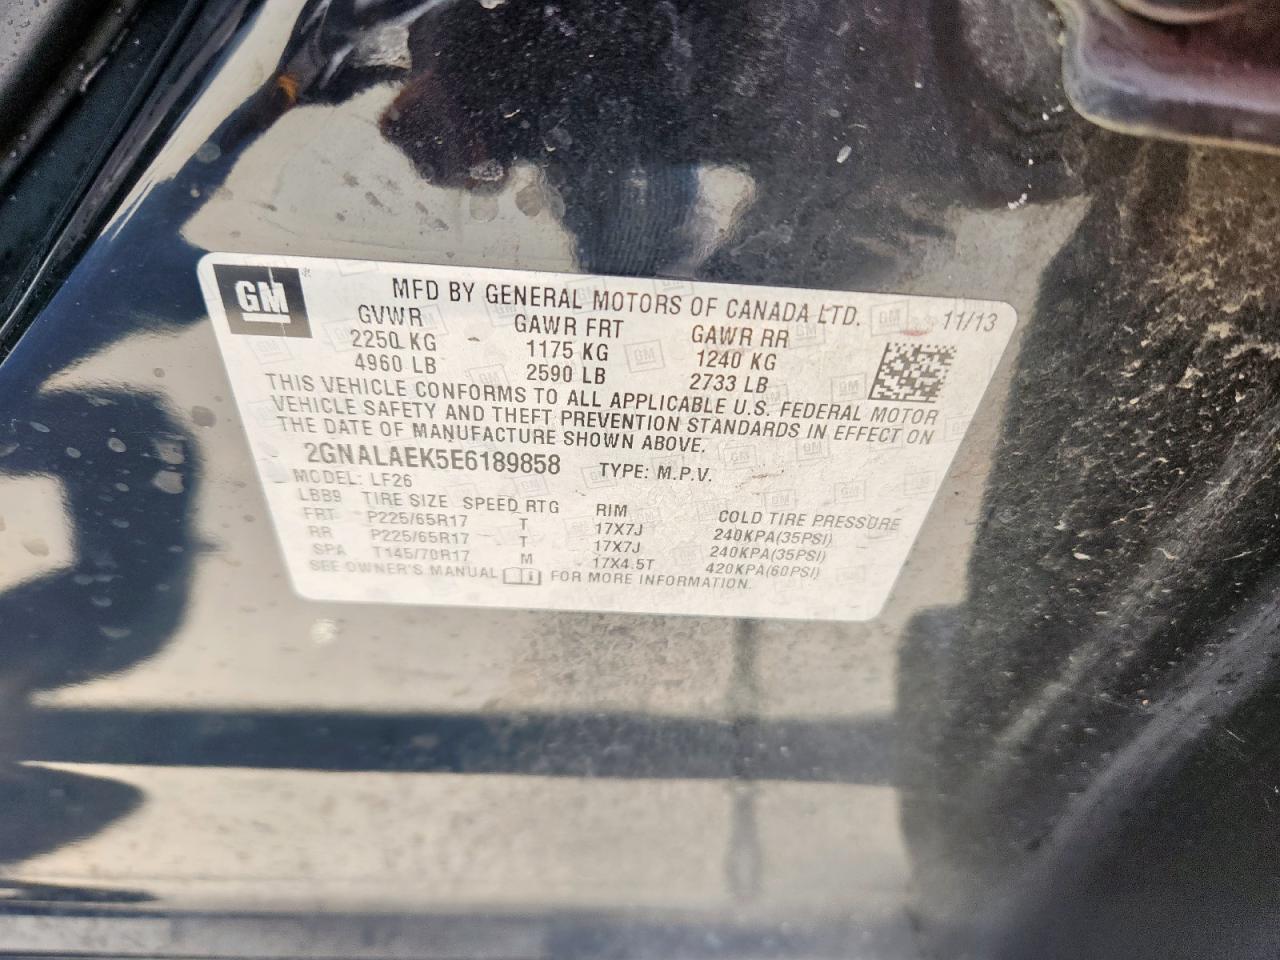 GM
MFD BY GENERAL MOTORS OF CANADA LTD. 11/13
GVWR GAWR FRT GAWR RR
2250 KG 1175 KG 1240 KG
4960 LB 2590 LB 2733 LB
THIS VEHICLE CONFORMS TO ALL APPLICABLE U.S. FEDERAL MOTOR
VEHICLE SAFETY AND THEFT PREVENTION STANDARDS IN EFFECT ON
THE DATE OF MANUFACTURE SHOWN ABOVE.
2GNALAEK5E6189858 TYPE: M.P.V.
MODEL: LF26
LBB9 TIRE SIZE SPEED RTG RIM COLD TIRE PRESSURE
FRT P225/65R17 T 17X7J 240KPA(35PSI)
RR P225/65R17 T 17X7J 240KPA(35PSI)
SPA T145/70R17 M 17X4.5T 420KPA(60PSI)
SEE OWNER'S MANUAL FOR MORE INFORMATION.